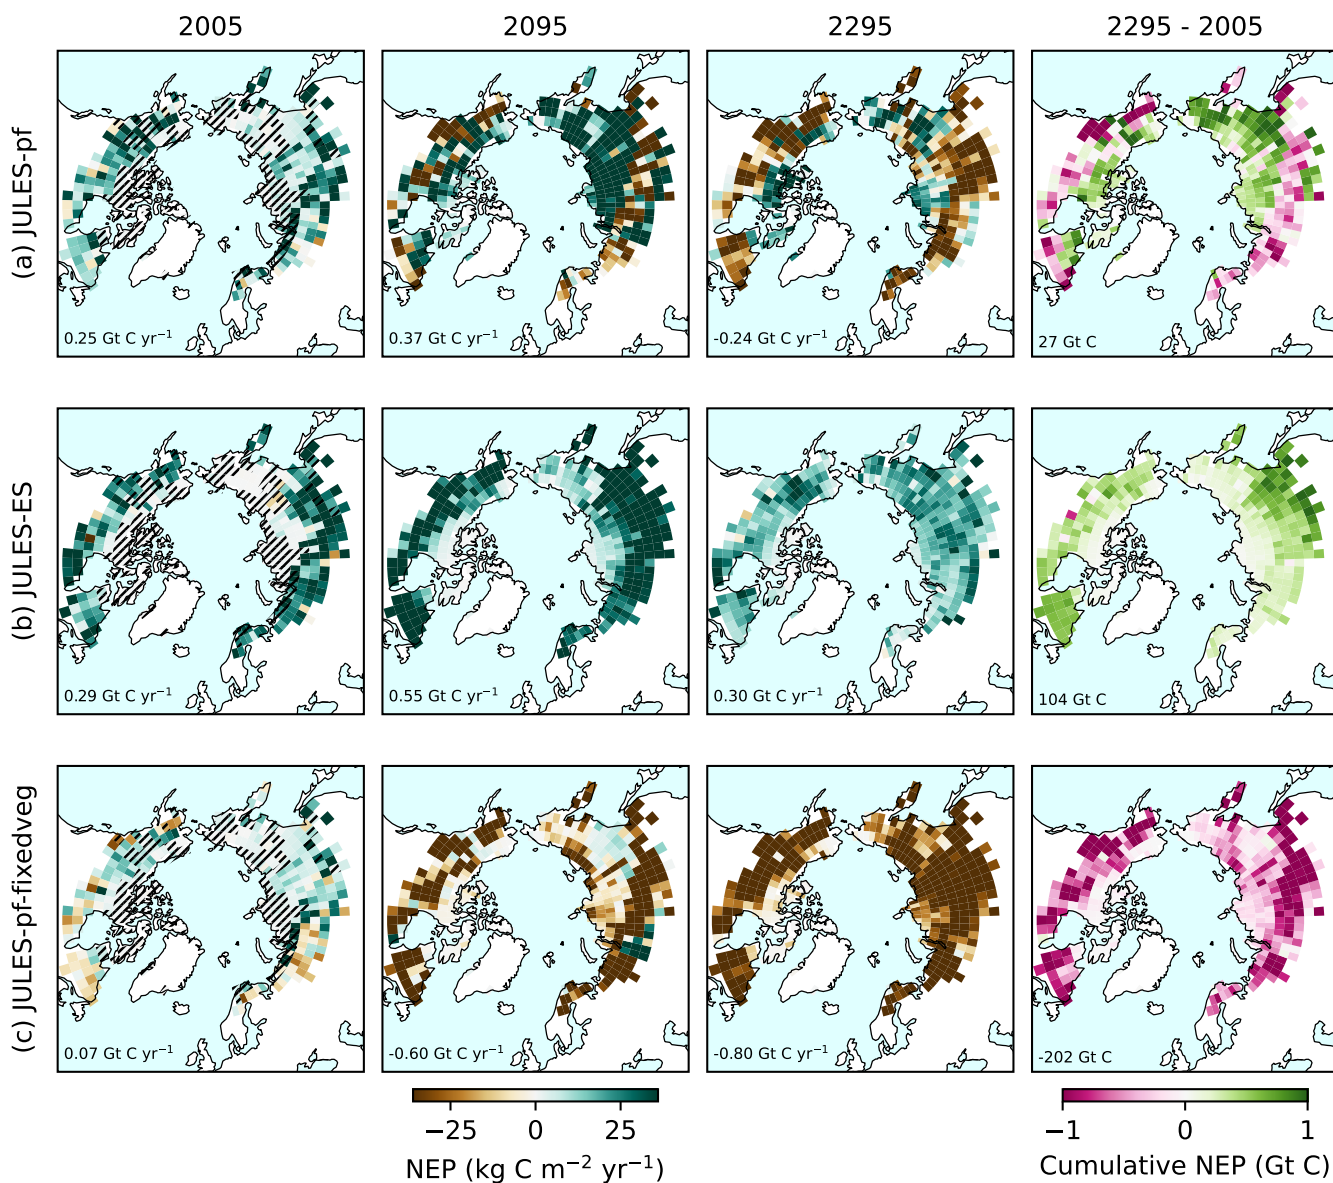 2005 2095 2295 2295 - 2005
(a) JULES-pf
0.25 Gt C yr⁻¹ 0.37 Gt C yr⁻¹ -0.24 Gt C yr⁻¹ 27 Gt C
(b) JULES-ES
0.29 Gt C yr⁻¹ 0.55 Gt C yr⁻¹ 0.30 Gt C yr⁻¹ 104 Gt C
(c) JULES-pf-fixedveg
0.07 Gt C yr⁻¹ -0.60 Gt C yr⁻¹ -0.80 Gt C yr⁻¹ -202 Gt C
−25 0 25 −1 0 1
NEP (kg C m⁻² yr⁻¹) Cumulative NEP (Gt C)